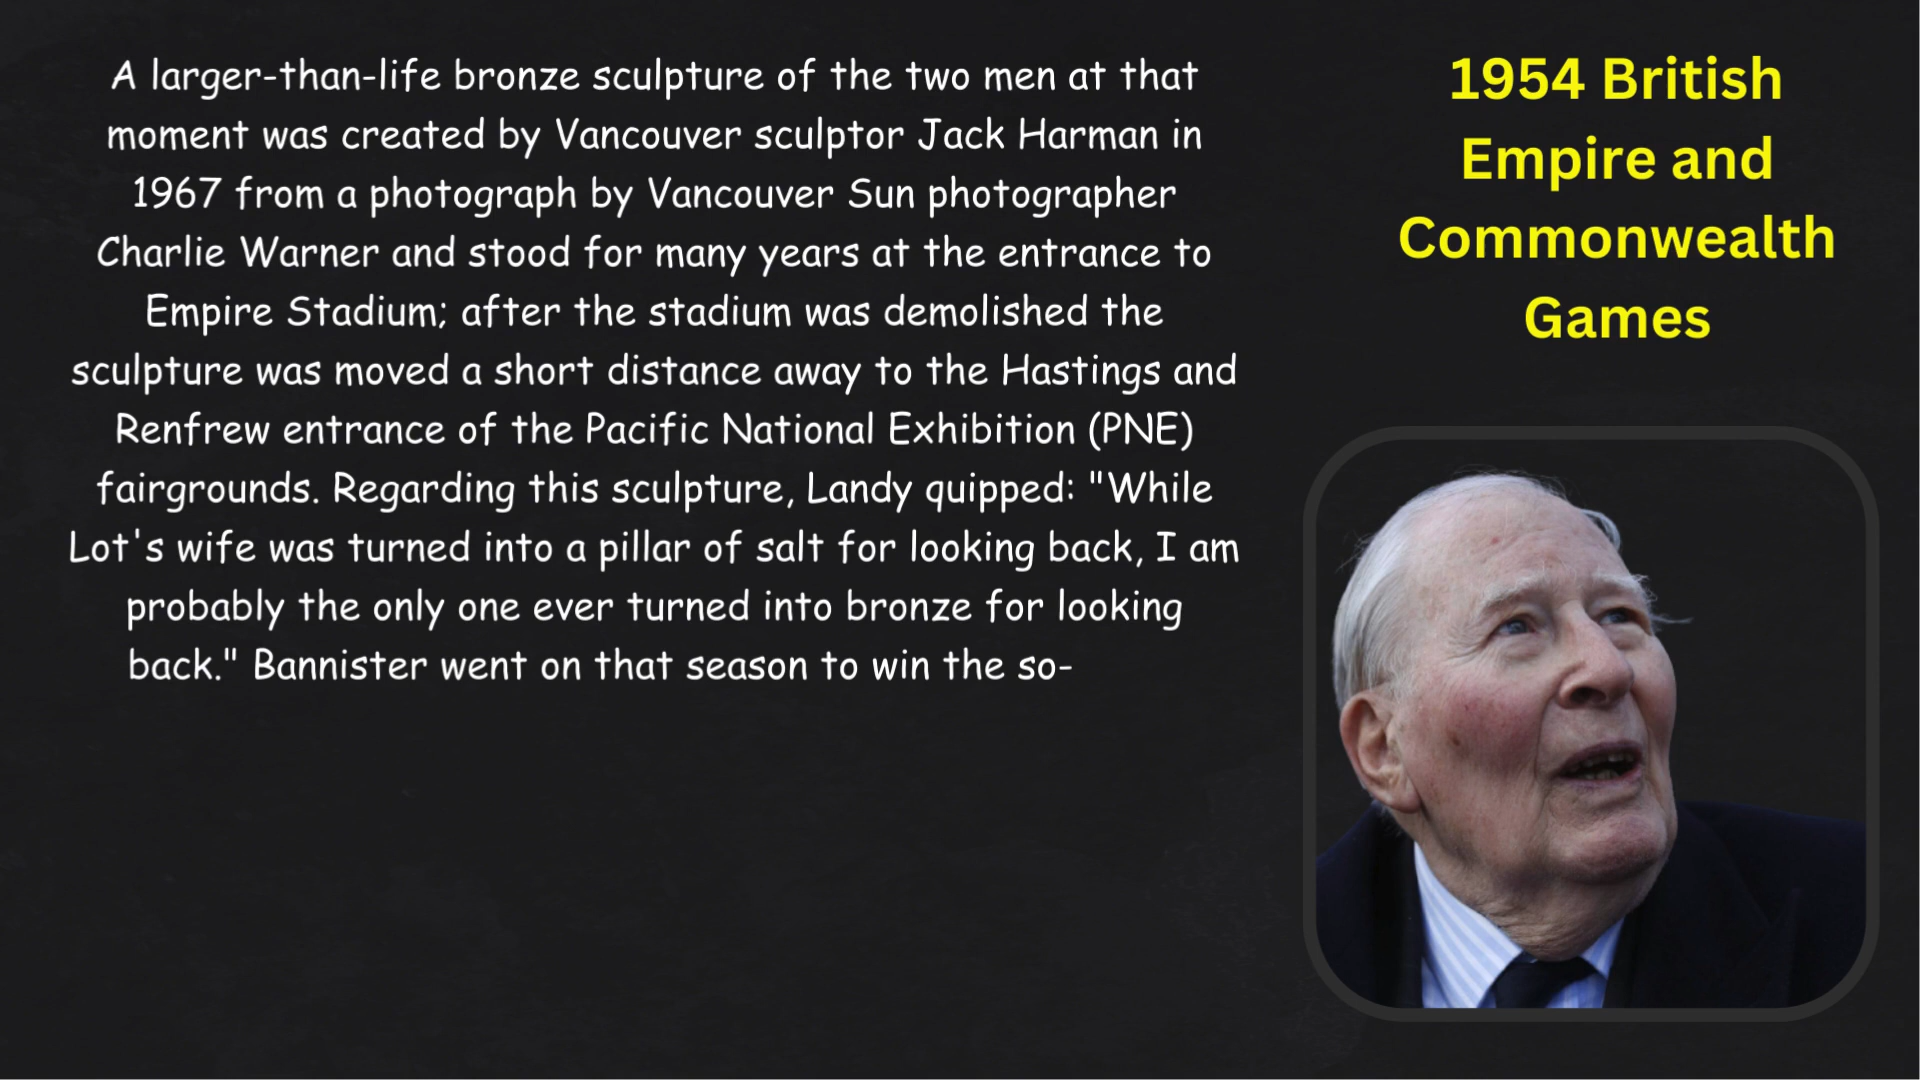 A larger-than-life bronze sculpture of the two men at that
moment was created by Vancouver sculptor Jack Harman in
1967 from a photograph by Vancouver Sun photographer
Charlie Warner and stood for many years at the entrance to
Empire Stadium; after the stadium was demolished the
sculpture was moved a short distance away to the Hastings and
Renfrew entrance of the Pacific National Exhibition (PNE)
fairgrounds. Regarding this sculpture, Landy quipped: "While
Lot's wife was turned into a pillar of salt for looking back, I am
probably the only one ever turned into bronze for looking
back." Bannister went on that season to win the so-
1954 British
Empire and
Commonwealth
Games